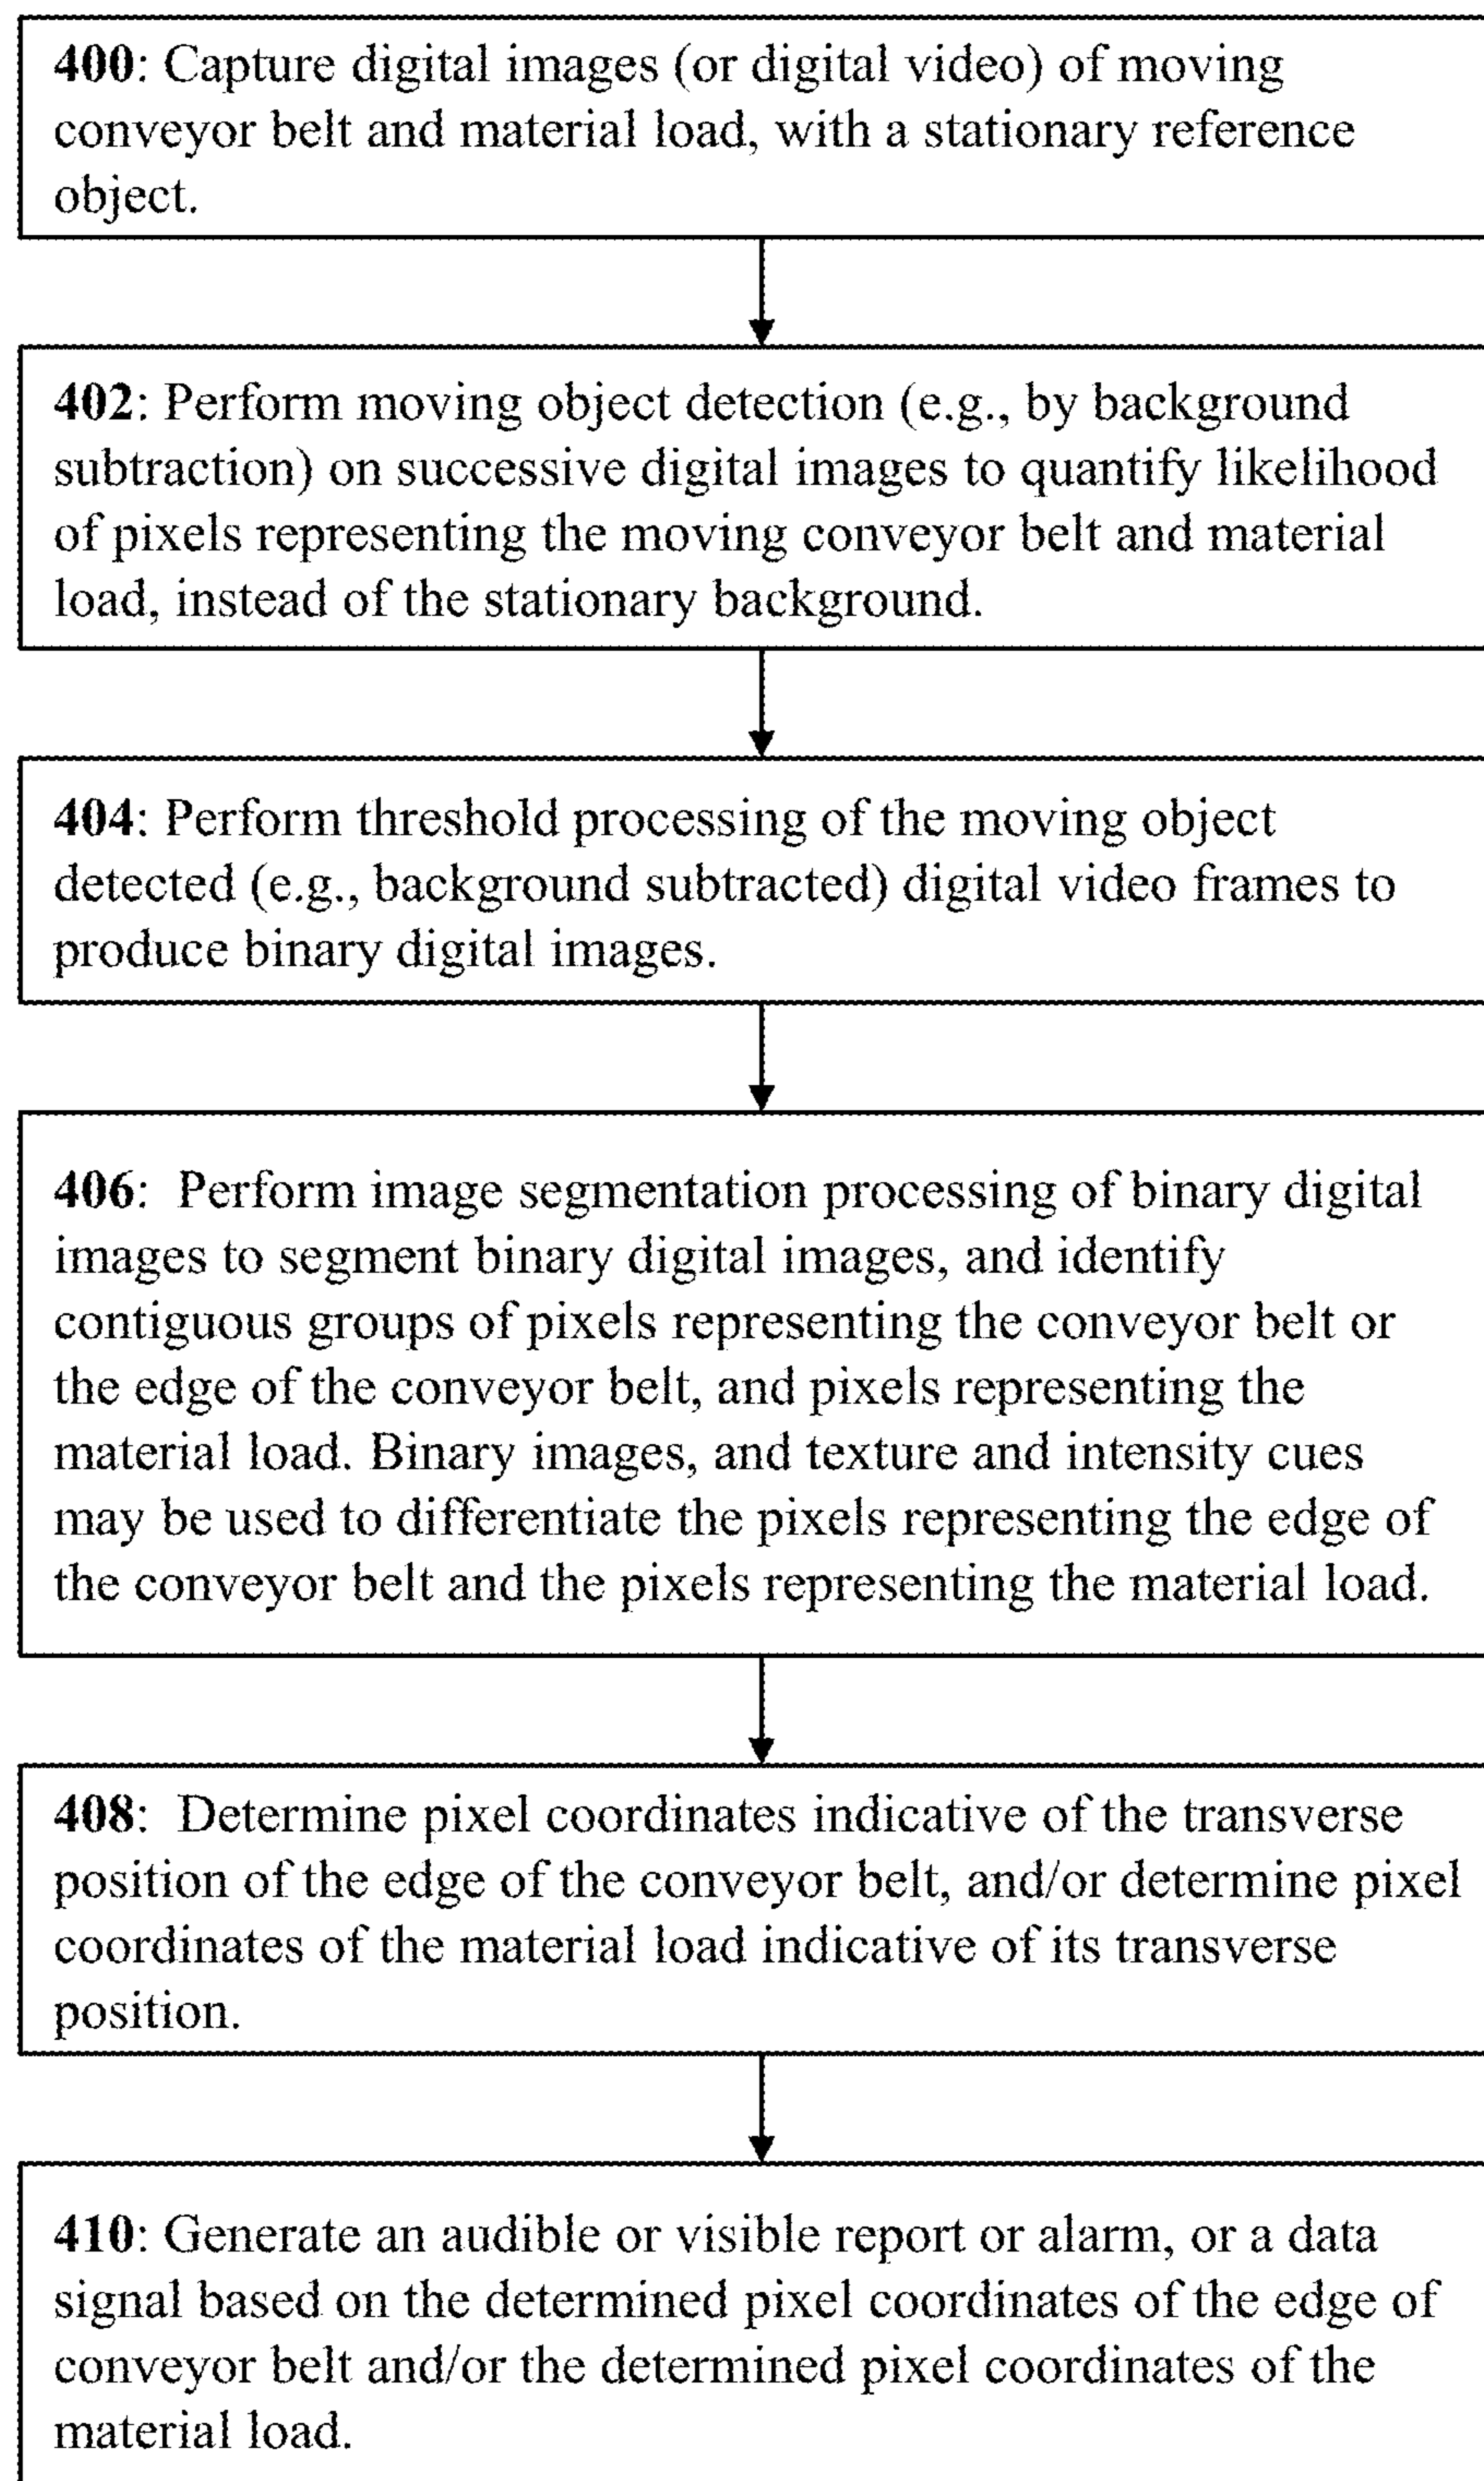 400: Capture digital images (or digital video) of moving
conveyor belt and material load, with a stationary reference
object.
402: Perform moving object detection (e.g., by background
subtraction) on successive digital images to quantify likelihood
of pixels representing the moving conveyor belt and material
load, instead of the stationary background.
404: Perform threshold processing of the moving object
detected (e.g., background subtracted) digital video frames to
produce binary digital images.
406: Perform image segmentation processing of binary digital
images to segment binary digital images, and identify
contiguous groups of pixels representing the conveyor belt or
the edge of the conveyor belt, and pixels representing the
material load. Binary images, and texture and intensity cues
may be used to differentiate the pixels representing the edge of
the conveyor belt and the pixels representing the material load.
408: Determine pixel coordinates indicative of the transverse
position of the edge of the conveyor belt, and/or determine pixel
coordinates of the material load indicative of its transverse
position.
410: Generate an audible or visible report or alarm, or a data
signal based on the determined pixel coordinates of the edge of
conveyor belt and/or the determined pixel coordinates of the
material load.